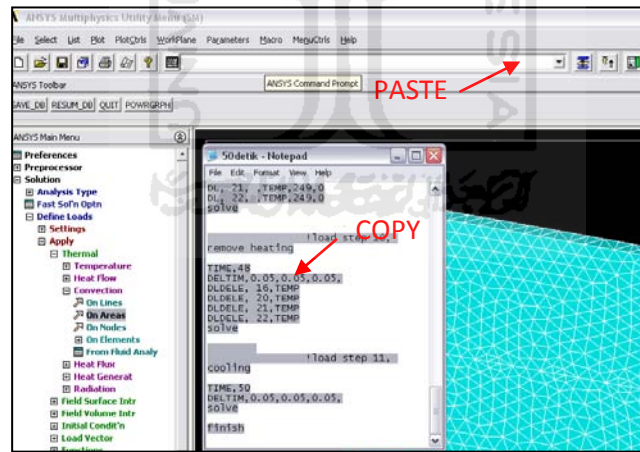 ANSYS Multiphysics Utility Menu (SM)
File Select List Plot PlotCtrls WorkPlane Parameters Macro MenuCtrls Help
ANSYS Toolbar
ANSYS Command Prompt
PASTE
SAVE_DB RESUM_DB QUIT POWRGRPH
ANSYS Main Menu
Preferences
Preprocessor
Solution
Analysis Type
Fast Sol'n Optn
Define Loads
Settings
Apply
Thermal
Temperature
Heat Flow
Convection
On Lines
On Areas
On Nodes
On Elements
From Fluid Analy
Heat Flux
Heat Generat
Radiation
Field Surface Intr
Field Volume Intr
Initial Condit'n
Load Vector
Functions
50detik - Notepad
File Edit Format View Help
DL, 21, ,TEMP,249,0
DL, 22, ,TEMP,249,0
solve
!load step 10,
remove heating
COPY
TIME,48
DELTIM,0.05,0.05,0.05,
DLDELE, 16,TEMP
DLDELE, 20,TEMP
DLDELE, 21,TEMP
DLDELE, 22,TEMP
solve
!load step 11,
cooling
TIME,50
DELTIM,0.05,0.05,0.05,
solve
finish